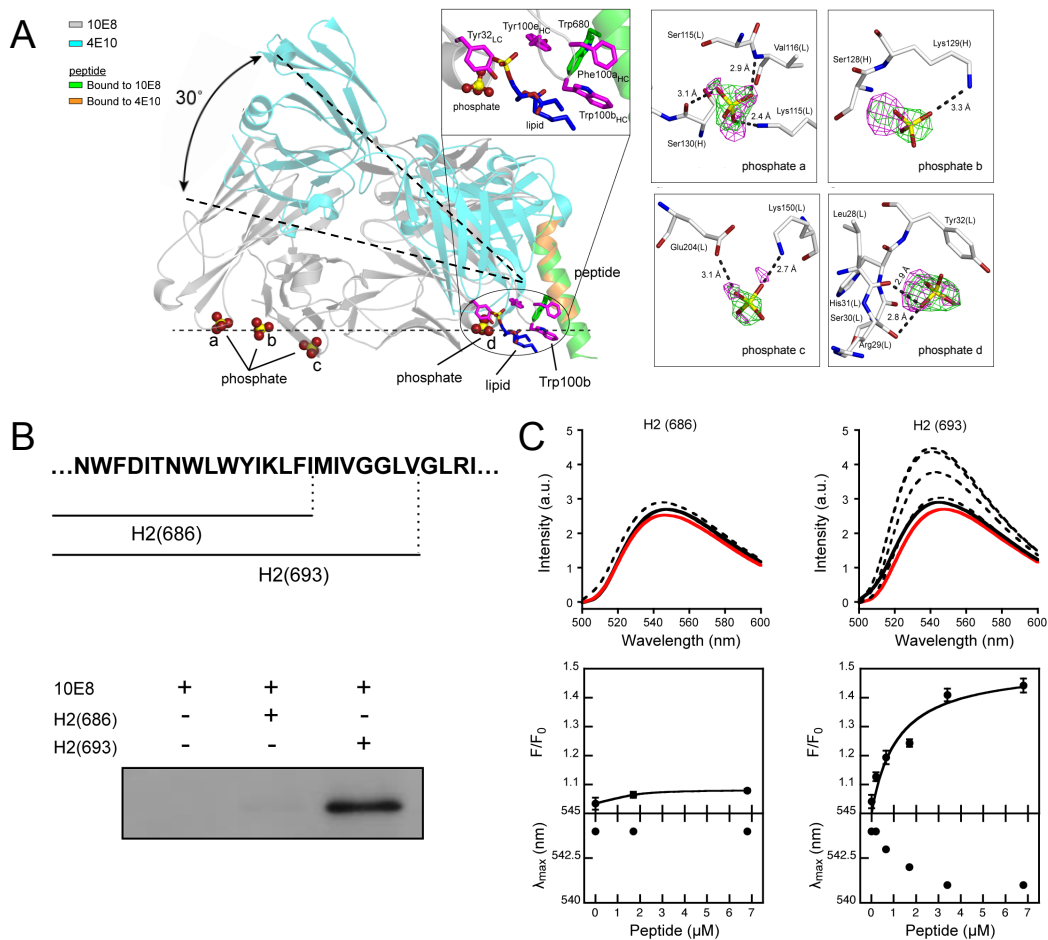 A
10E8
4E10
peptide
Bound to 10E8
Bound to 4E10
30°
Tyr32LC
Tyr100eHC
Trp680
Phe100aHC
phosphate
lipid
Trp100bHC
peptide
a
b
c
d
phosphate
phosphate
lipid
Trp100b
Ser115(L)
Val116(L)
2.9 Å
3.1 Å
2.4 Å
Lys115(L)
Ser130(H)
phosphate a
Lys129(H)
Ser128(H)
3.3 Å
phosphate b
Lys150(L)
Glu204(L)
2.7 Å
3.1 Å
phosphate c
Leu28(L)
Tyr32(L)
2.9 Å
His31(L)
Ser30(L)
2.8 Å
Arg29(L)
phosphate d
B
...NWFDITNWLWYIKLFIMIVGGLVGLRI...
H2(686)
H2(693)
10E8 + + +
H2(686) - + -
H2(693) - - +
C
H2 (686)
Intensity (a.u.)
5
4
3
2
1
0
500 520 540 560 580 600
Wavelength (nm)
H2 (693)
Intensity (a.u.)
5
4
3
2
1
0
500 520 540 560 580 600
Wavelength (nm)
F/F0
1.5
1.4
1.3
1.2
1.1
545
λmax (nm)
542.5
540
0 1 2 3 4 5 6 7
Peptide (µM)
F/F0
1.5
1.4
1.3
1.2
1.1
545
λmax (nm)
542.5
540
0 1 2 3 4 5 6 7
Peptide (µM)